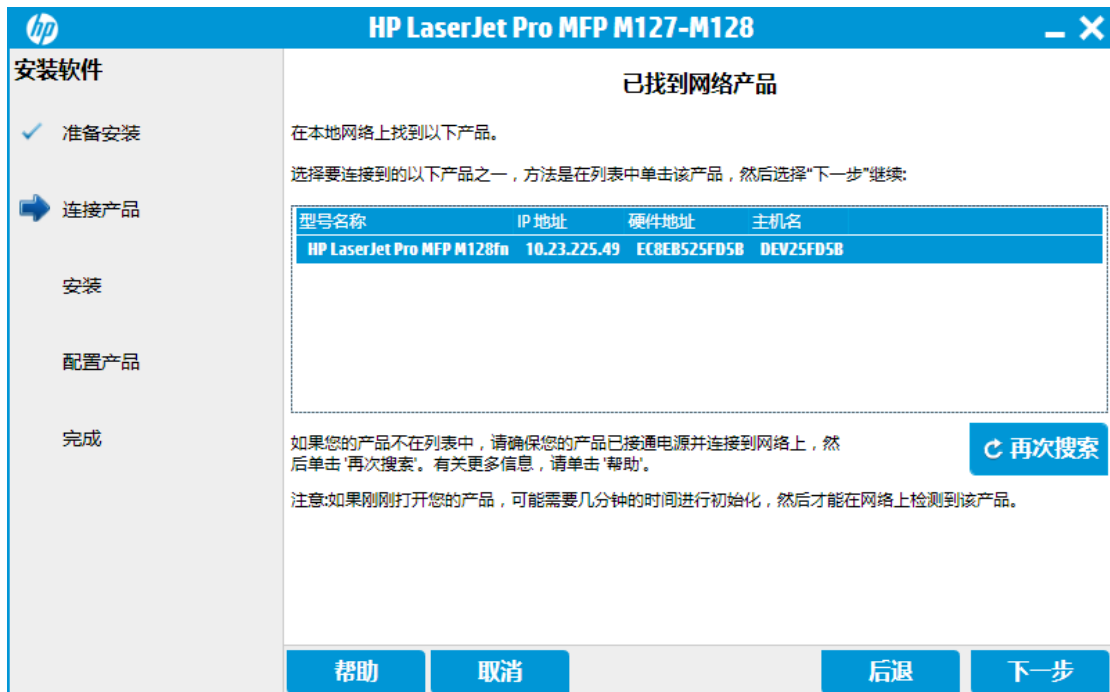 hp
HP LaserJet Pro MFP M127-M128
安装软件
准备安装
连接产品
安装
配置产品
完成
已找到网络产品
在本地网络上找到以下产品。
选择要连接到的以下产品之一，方法是在列表中单击该产品，然后选择“下一步”继续:
型号名称 IP 地址 硬件地址 主机名
HP LaserJet Pro MFP M128fn 10.23.225.49 EC8EB525FD5B DEV25FD5B
如果您的产品不在列表中，请确保您的产品已接通电源并连接到网络上，然
后单击 '再次搜索'。有关更多信息，请单击 '帮助'。
再次搜索
注意:如果刚刚打开您的产品，可能需要几分钟的时间进行初始化，然后才能在网络上检测到该产品。
帮助 取消 后退 下一步